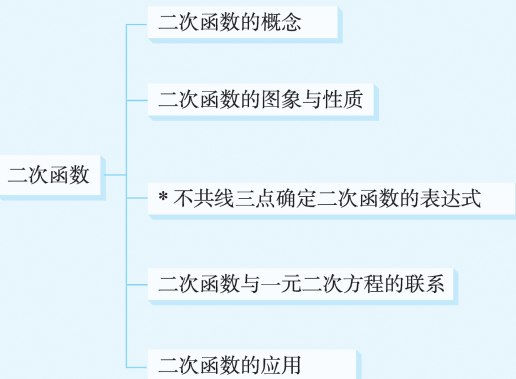 二次函数的概念
二次函数的图象与性质
二次函数
* 不共线三点确定二次函数的表达式
二次函数与一元二次方程的联系
二次函数的应用